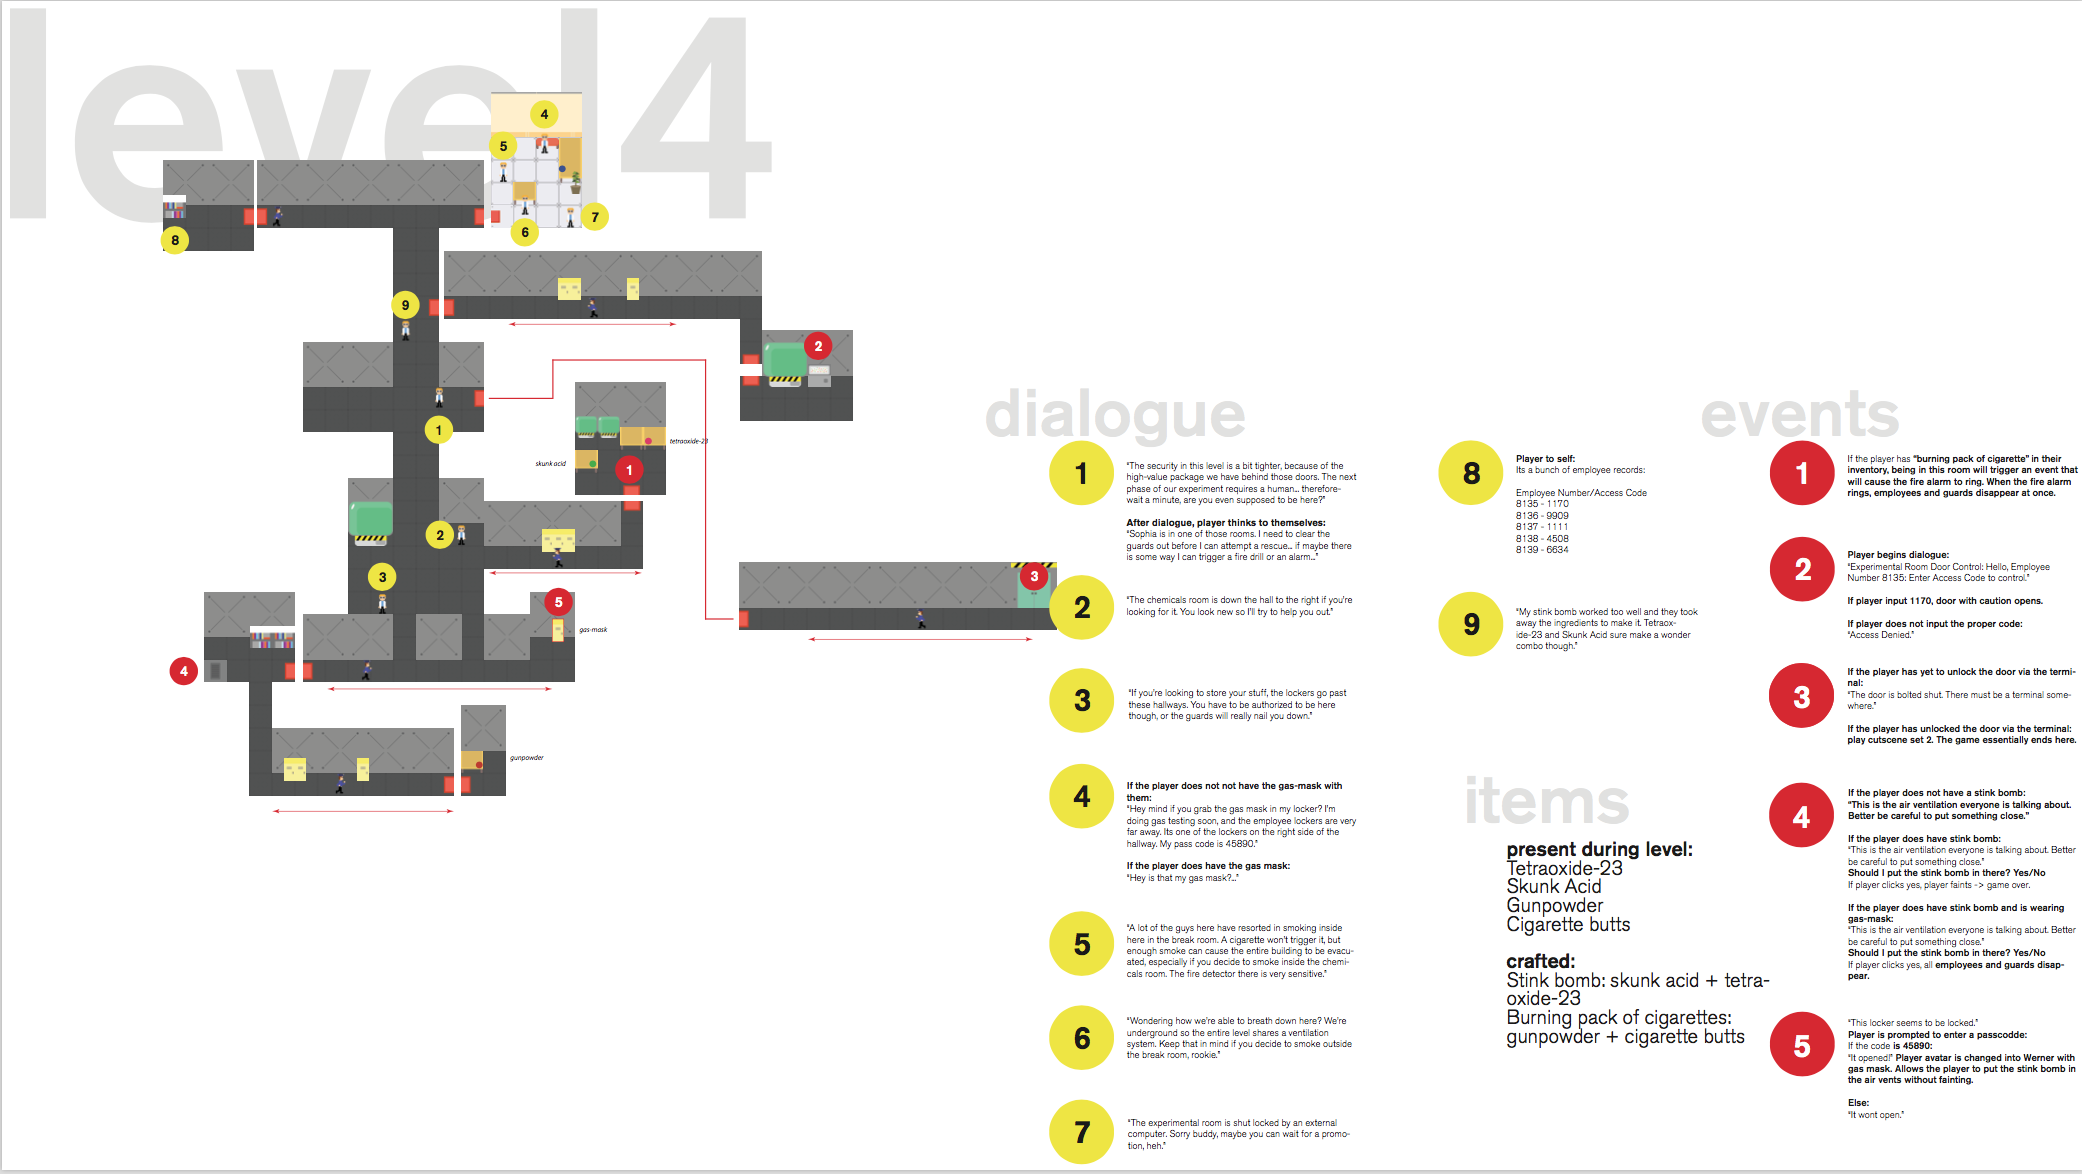 level4
4
5
7
6
8
9
2
1
tetraoxide-23
skunk acid
1
2
3
5
gas-mask
3
4
gunpowder
dialogue
1
"The security in this level is a bit tighter, because of the
high-value package we have behind those doors. The next
phase of our experiment requires a human... therefore-
wait a minute, are you even supposed to be here?"
After dialogue, player thinks to themselves:
"Sophia is in one of those rooms. I need to clear the
guards out before I can attempt a rescue... if maybe there
is some way I can trigger a fire drill or an alarm..."
2
"The chemicals room is down the hall to the right if you're
looking for it. You look new so I'll try to help you out."
3
"If you're looking to store your stuff, the lockers go past
these hallways. You have to be authorized to be here
though, or the guards will really nail you down."
4
If the player does not not have the gas-mask with
them:
"Hey mind if you grab the gas mask in my locker? I'm
doing gas testing soon, and the employee lockers are very
far away. Its one of the lockers on the right side of the
hallway. My pass code is 45890."
If the player does have the gas mask:
"Hey is that my gas mask?..."
5
"A lot of the guys here have resorted in smoking inside
here in the break room. A cigarette won't trigger it, but
enough smoke can cause the entire building to be evacu-
ated, especially if you decide to smoke inside the chemi-
cals room. The fire detector there is very sensitive."
6
"Wondering how we're able to breath down here? We're
underground so the entire level shares a ventilation
system. Keep that in mind if you decide to smoke outside
the break room, rookie."
7
"The experimental room is shut locked by an external
computer. Sorry buddy, maybe you can wait for a promo-
tion, heh."
8
Player to self:
Its a bunch of employee records:
Employee Number/Access Code
8135 - 1170
8136 - 9909
8137 - 1111
8138 - 4508
8139 - 6634
9
"My stink bomb worked too well and they took
away the ingredients to make it. Tetraox-
ide-23 and Skunk Acid sure make a wonder
combo though."
items
present during level:
Tetraoxide-23
Skunk Acid
Gunpowder
Cigarette butts
crafted:
Stink bomb: skunk acid + tetra-
oxide-23
Burning pack of cigarettes:
gunpowder + cigarette butts
events
1
If the player has "burning pack of cigarette" in their
inventory, being in this room will trigger an event that
will cause the fire alarm to ring. When the fire alarm
rings, employees and guards disappear at once.
2
Player begins dialogue:
"Experimental Room Door Control: Hello, Employee
Number 8135: Enter Access Code to control."
If player input 1170, door with caution opens.
If player does not input the proper code:
"Access Denied."
3
If the player has yet to unlock the door via the termi-
nal:
"The door is bolted shut. There must be a terminal some-
where."
If the player has unlocked the door via the terminal:
play cutscene set 2. The game essentially ends here.
4
If the player does not have a stink bomb:
"This is the air ventilation everyone is talking about.
Better be careful to put something close."
If the player does have stink bomb:
"This is the air ventilation everyone is talking about. Better
be careful to put something close."
Should I put the stink bomb in there? Yes/No
If player clicks yes, player faints -> game over.
If the player does have stink bomb and is wearing
gas-mask:
"This is the air ventilation everyone is talking about. Better
be careful to put something close."
Should I put the stink bomb in there? Yes/No
If player clicks yes, all employees and guards disap-
pear.
5
"This locker seems to be locked."
Player is prompted to enter a passcodde:
If the code is 45890:
"It opened!" Player avatar is changed into Werner with
gas mask. Allows the player to put the stink bomb in
the air vents without fainting.
Else:
"It wont open."